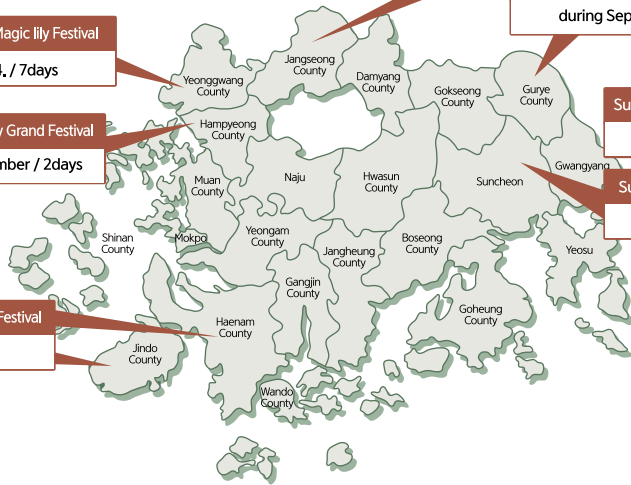 Magic lily Festival
/ 7days
during Sep
Grand Festival
/ 2days
Su
Su
Festival
Yeonggwang
County
Jangseong
County
Damyang
County
Gokseong
County
Gurye
County
Hampyeong
County
Gwangyang
Muan
County
Naju
Hwasun
County
Suncheon
Shinan
County
Mokpo
Yeongam
County
Jangheung
County
Boseong
County
Yeosu
Gangjin
County
Haenam
County
Goheung
County
Jindo
County
Wando
County